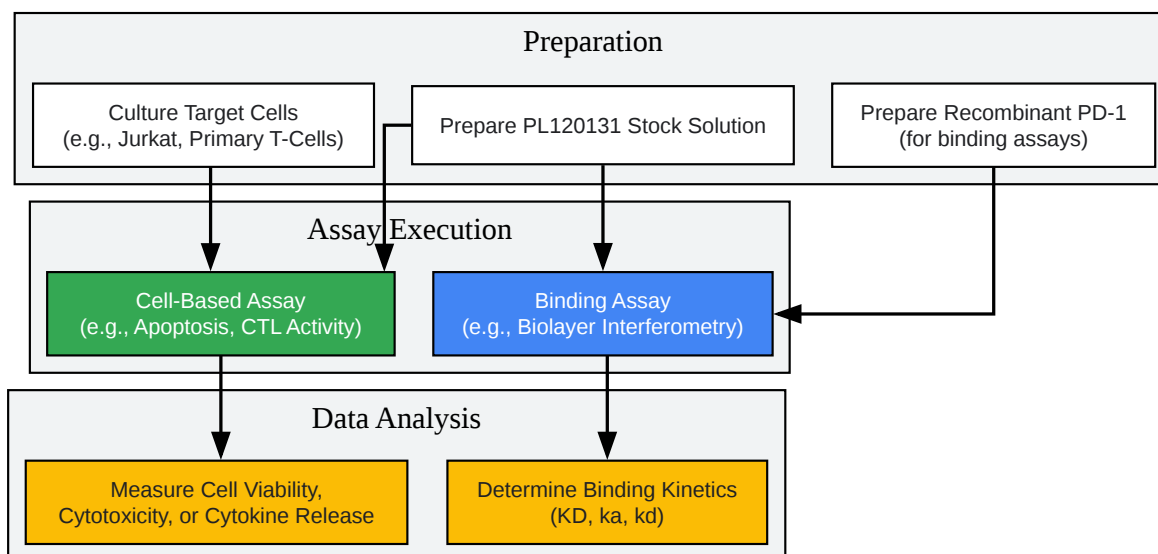 Preparation
Culture Target Cells
(e.g., Jurkat, Primary T-Cells)
Prepare PL120131 Stock Solution
Prepare Recombinant PD-1
(for binding assays)
Assay Execution
Cell-Based Assay
(e.g., Apoptosis, CTL Activity)
Binding Assay
(e.g., Biolayer Interferometry)
Data Analysis
Measure Cell Viability,
Cytotoxicity, or Cytokine Release
Determine Binding Kinetics
(KD, ka, kd)